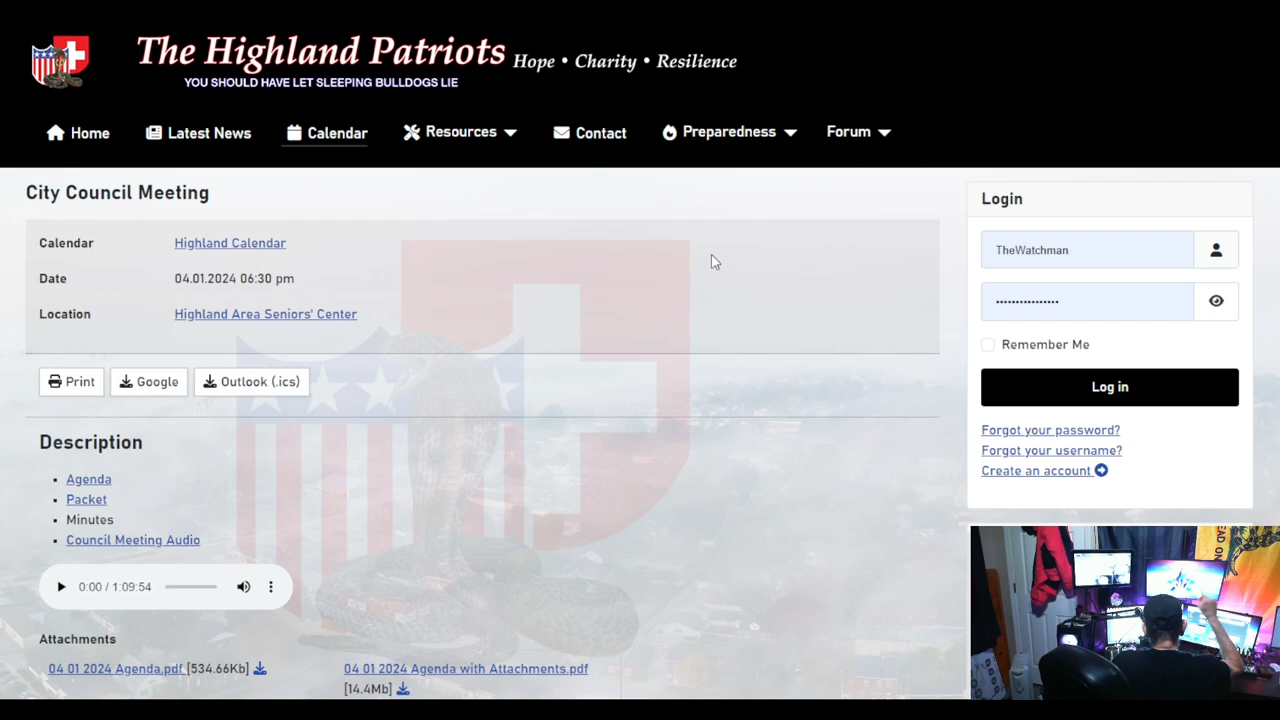 The Highland Patriots Hope • Charity • Resilience
YOU SHOULD HAVE LET SLEEPING BULLDOGS LIE
Home Latest News Calendar Resources Contact Preparedness Forum
City Council Meeting
Calendar Highland Calendar
Date 04.01.2024 06:30 pm
Location Highland Area Seniors' Center
Print Google Outlook (.ics)
Description
Agenda
Packet
Minutes
Council Meeting Audio
0:00 / 1:09:54
Attachments
04 01 2024 Agenda.pdf [534.66Kb]
04 01 2024 Agenda with Attachments.pdf
[14.4Mb]
Login
TheWatchman
••••••••••••••••
Remember Me
Log in
Forgot your password?
Forgot your username?
Create an account
EAD ON